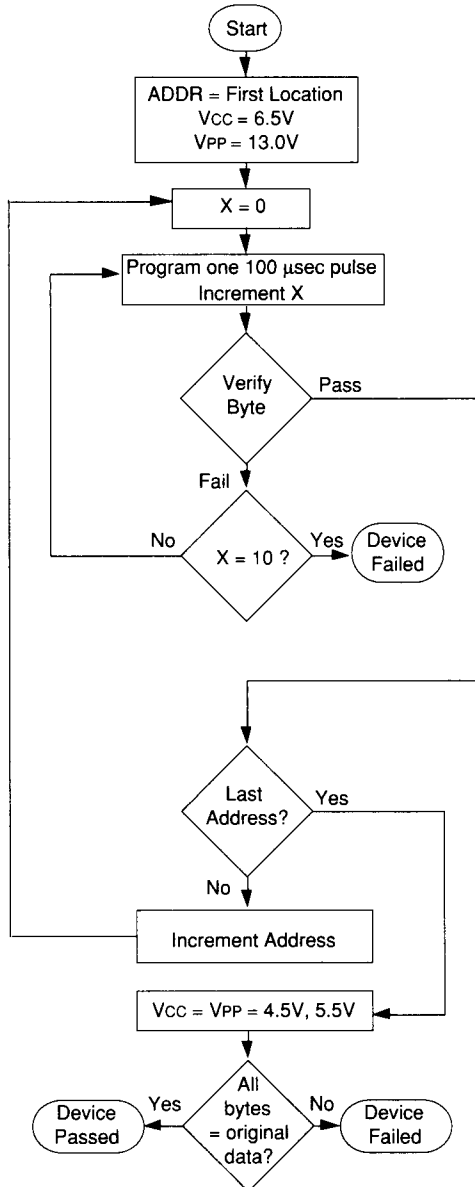 Start
ADDR = First Location
VCC = 6.5V
VPP = 13.0V
X = 0
Program one 100 µsec pulse
Increment X
Verify
Byte
Pass
Fail
No
X = 10 ?
Yes
Device
Failed
Last
Address?
Yes
No
Increment Address
VCC = VPP = 4.5V, 5.5V
Device
Passed
Yes
All
bytes
= original
data?
No
Device
Failed